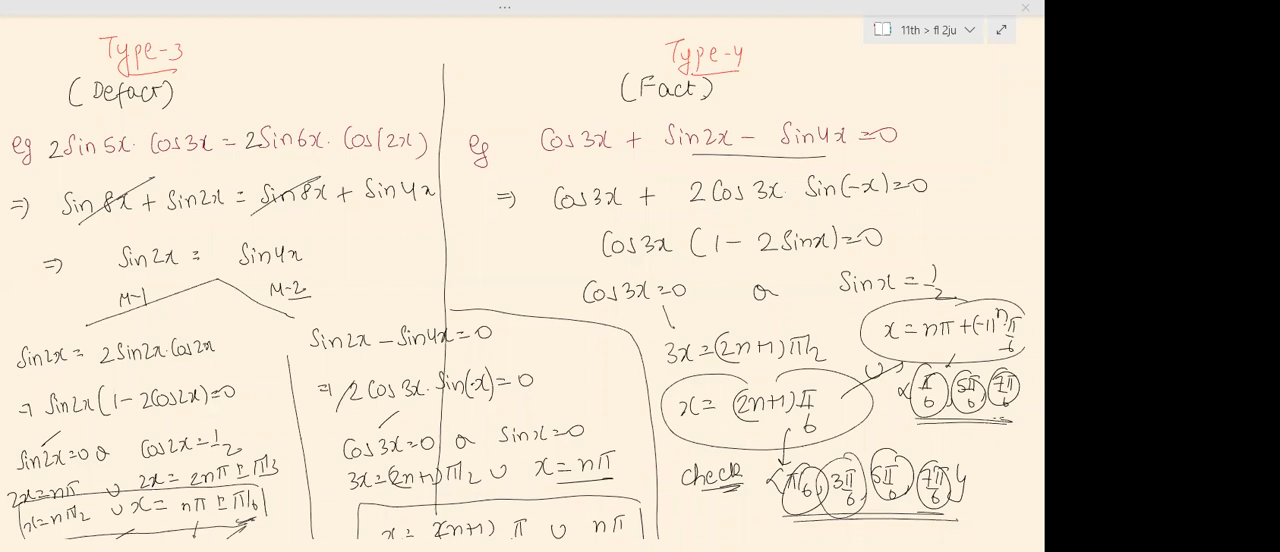 11th > fl 2ju
Type-3
(Defact)
eg 2Sin5x. Cos3x = 2Sin6x. Cos(2x)
⇒ Sin8x + Sin2x = Sin8x + Sin4x
⇒ Sin2x = Sin4x
M-1
M-2
Sin2x = 2Sin2x.Cos2x
⇒ Sin2x (1-2Cos2x)=0
Sin2x=0 or Cos2x=1/2
2x=nπ ∪ 2x= 2nπ ± π/3
x=nπ/2 ∪ x= nπ ± π/6
Sin2x - Sin4x=0
⇒ 2Cos3x. Sin(-x)=0
Cos3x=0 or Sinx=0
3x=(2n+1)π/2 ∪ x=nπ
x= (2n+1) π ∪ nπ
Type-4
(Fact)
eg Cos3x + Sin2x - Sin4x=0
⇒ Cos3x + 2Cos3x. Sin(-x)=0
Cos3x (1- 2Sinx)=0
Cos3x=0 or Sinx=1/2
3x=(2n+1)π/2
x=nπ+(-1)ⁿ.π/6
x= (2n+1)π/6
∪
π/6, 5π/6, 7π/6
Check
π/6, 3π/6, 5π/6, 7π/6